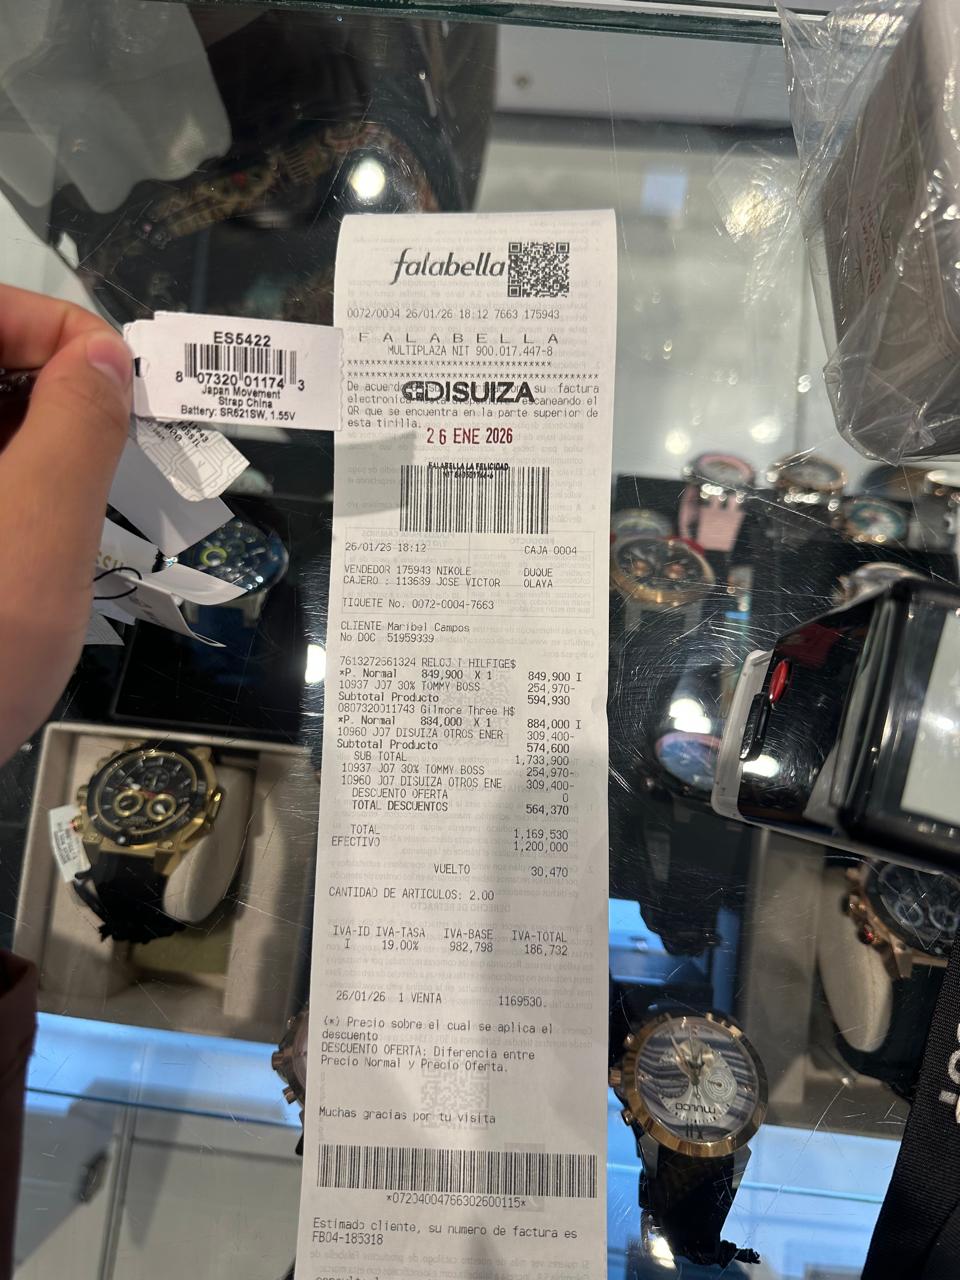 falabella
0072/0004 26/01/26 18:12 7663 175943
F A L A B E L L A
MULTIPLAZA NIT 900.017.447-8
De acuerdo su factura
electronica escaneando el
QR que se encuentra en la parte superior de
esta tirilla.
DISUIZA
26 ENE 2026
FALABELLA LA FELICIDAD
26/01/26 18:12 CAJA 0004
VENDEDOR 175943 NIKOLE DUQUE
CAJERO : 113639 JOSE VICTOR OLAYA
TIQUETE No. 0072-0004-7663
CLIENTE Maribel Campos
No DOC 51959339
7613272561324 RELOJ T HILFIGE$
*P. Normal 849,900 X 1 849,900 I
10937 J07 30% TOMMY BOSS 254,970-
Subtotal Producto 594,930
0807320011743 Gilmore Three H$
*P. Normal 884,000 X 1 884,000 I
10960 J07 DISUIZA OTROS ENER 309,400-
Subtotal Producto 574,600
SUB TOTAL 1,733,900
10937 J07 30% TOMMY BOSS 254,970-
10960 J07 DISUIZA OTROS ENE 309,400-
DESCUENTO OFERTA 0
TOTAL DESCUENTOS 564,370
TOTAL 1,169,530
EFECTIVO 1,200,000
VUELTO 30,470
CANTIDAD DE ARTICULOS: 2.00
IVA-ID IVA-TASA IVA-BASE IVA-TOTAL
I 19.00% 982,798 186,732
26/01/26 1 VENTA 1169530.
(*) Precio sobre el cual se aplica el
descuento
DESCUENTO OFERTA: Diferencia entre
Precio Normal y Precio Oferta.
Muchas gracias por tu visita
*07204004766302600115*
Estimado cliente, su numero de factura es
FB04-185318
ES5422
8 07320 01174 3
Japan Movement
Strap China
Battery: SR621SW, 1.55V
MULCO